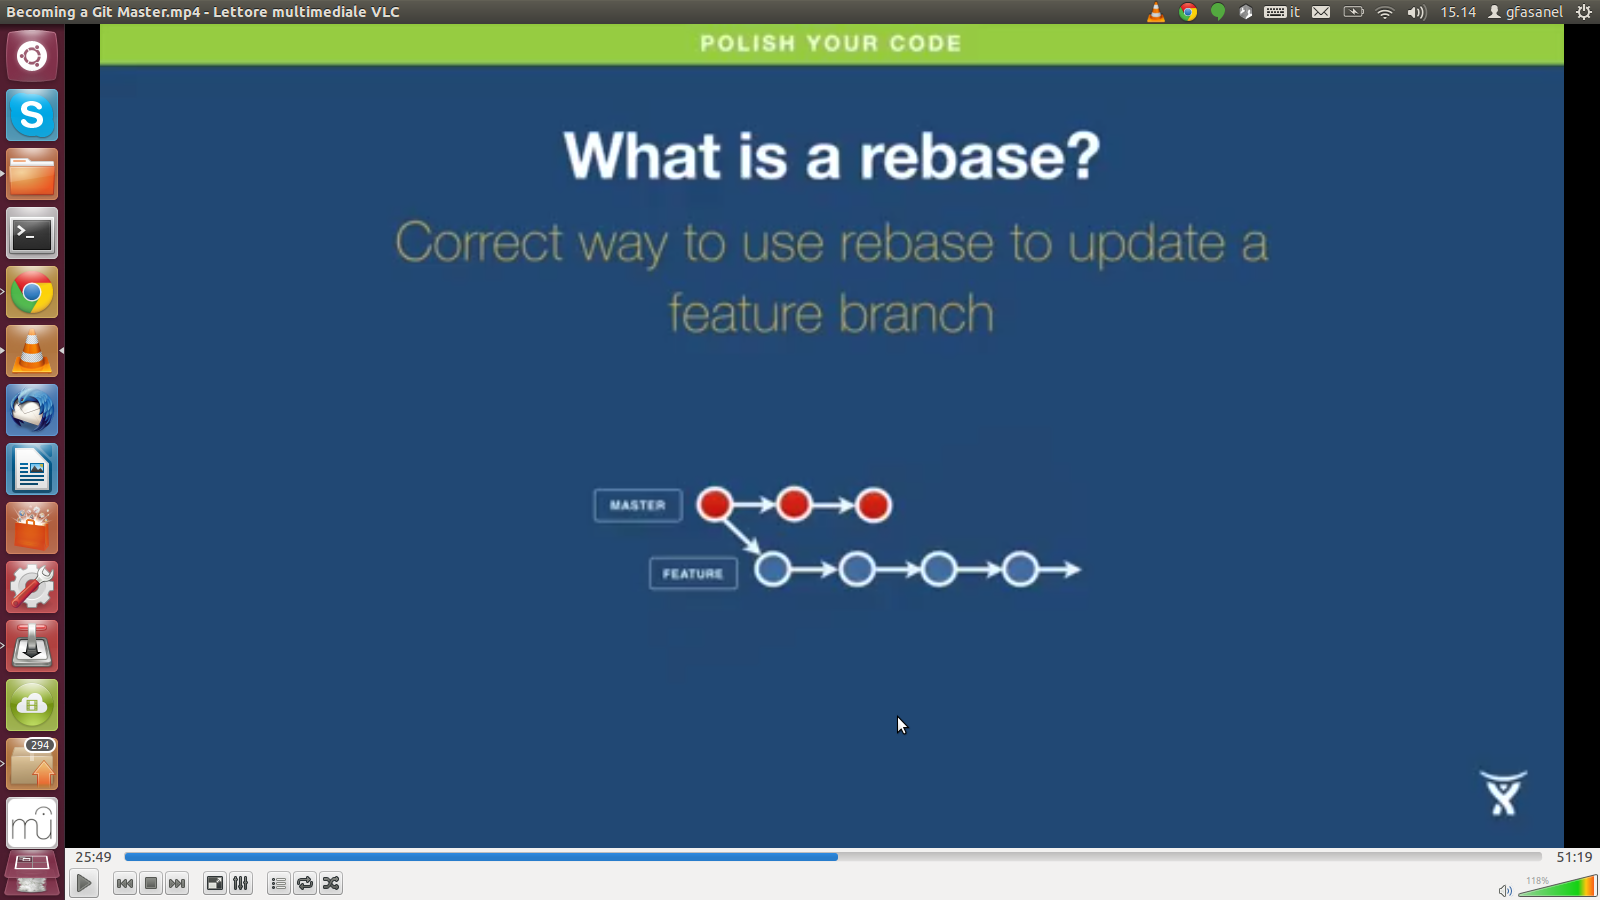 Becoming a Git Master.mp4 - Lettore multimediale VLC
it
15.14
gfasanel
POLISH YOUR CODE
What is a rebase?
Correct way to use rebase to update a
feature branch
MASTER
FEATURE
S
>_
294
mu
25:49
51:19
118%